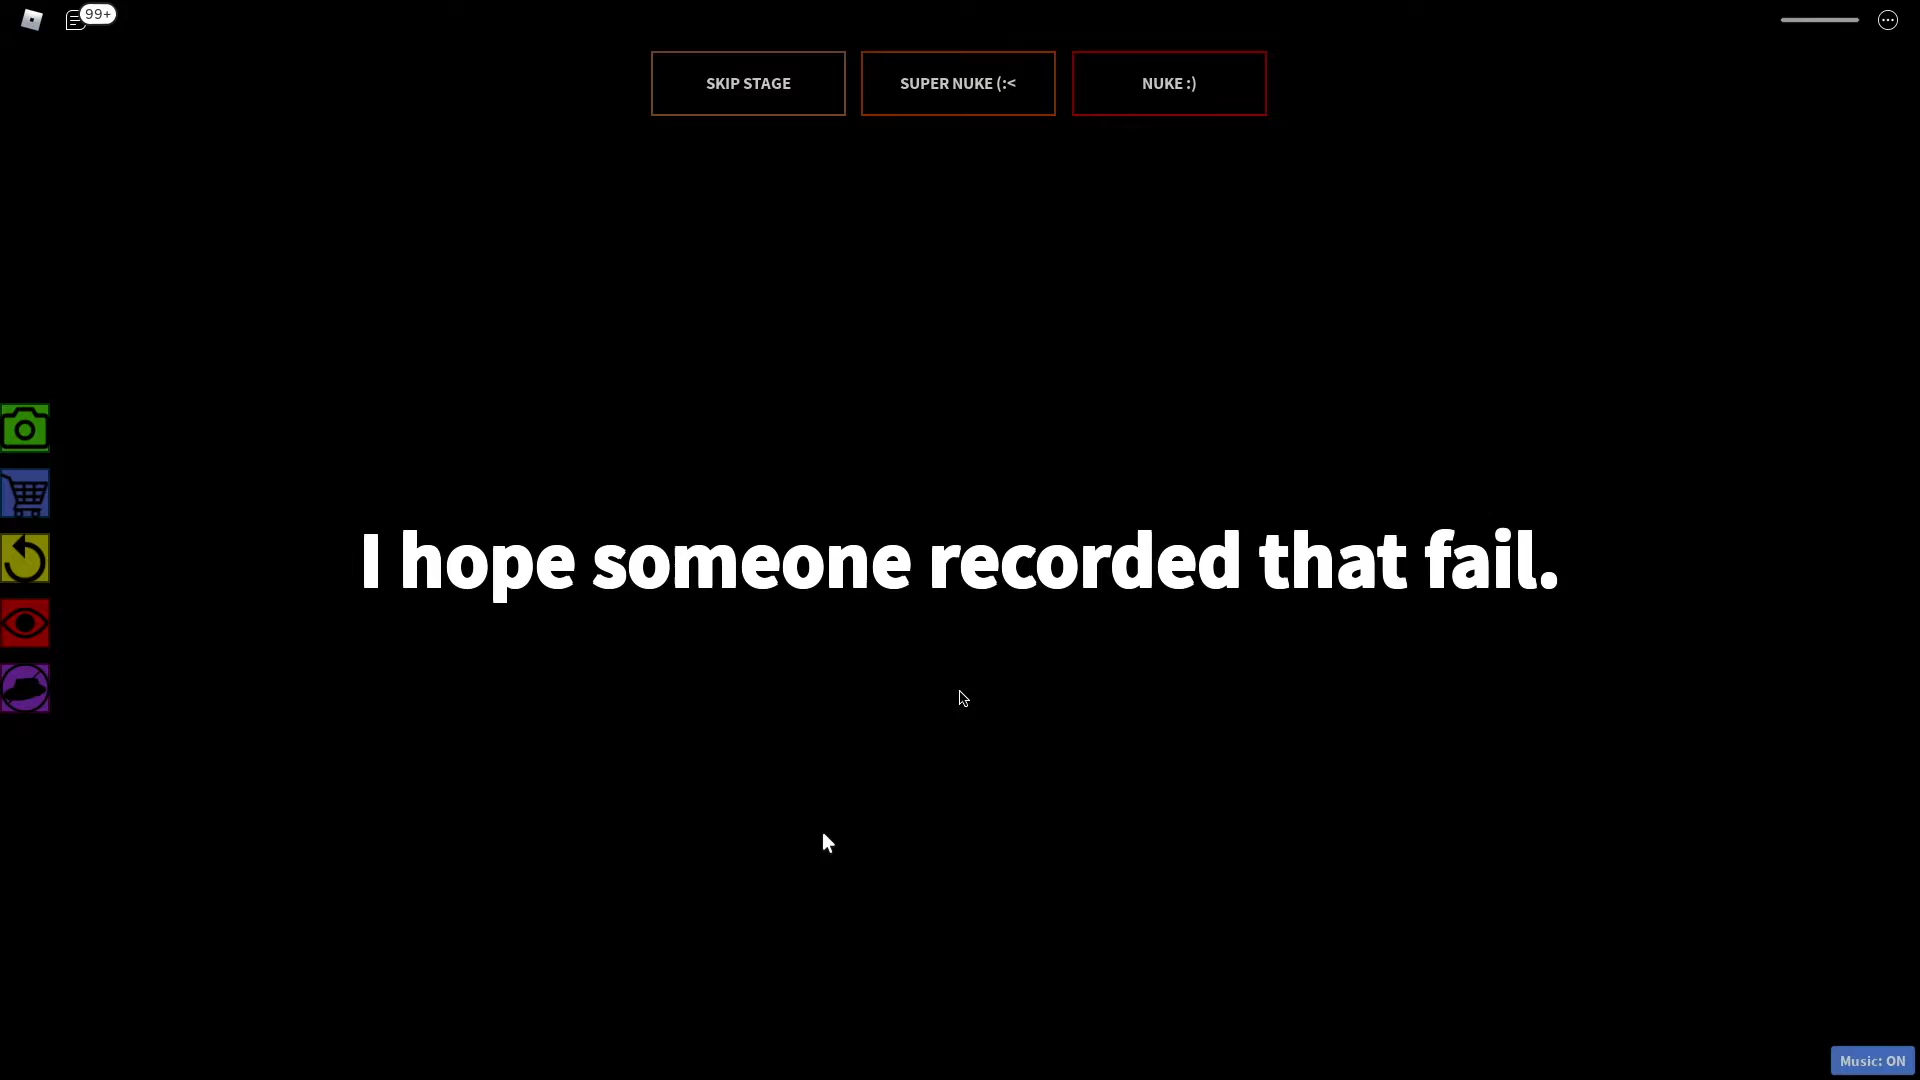 99+
SKIP STAGE
SUPER NUKE (:<
NUKE :)
I hope someone recorded that fail.
Music: ON